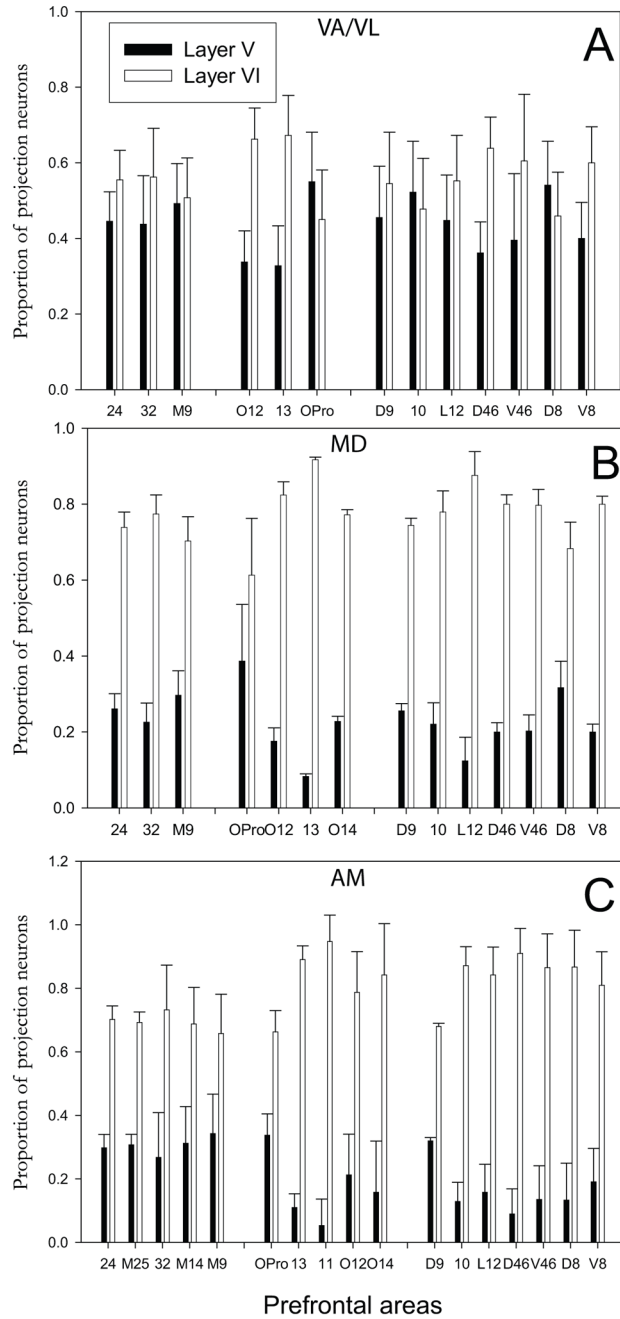 VA/VL
A
Layer V
Layer VI
Proportion of projection neurons
1.0
0.8
0.6
0.4
0.2
0.0
24 32 M9 O12 13 OPro D9 10 L12 D46 V46 D8 V8
MD
B
Proportion of projection neurons
1.0
0.8
0.6
0.4
0.2
0.0
24 32 M9 OPro O12 13 O14 D9 10 L12 D46 V46 D8 V8
AM
C
Proportion of projection neurons
1.2
1.0
0.8
0.6
0.4
0.2
0.0
24 M25 32 M14 M9 OPro 13 11 O12 O14 D9 10 L12 D46 V46 D8 V8
Prefrontal areas